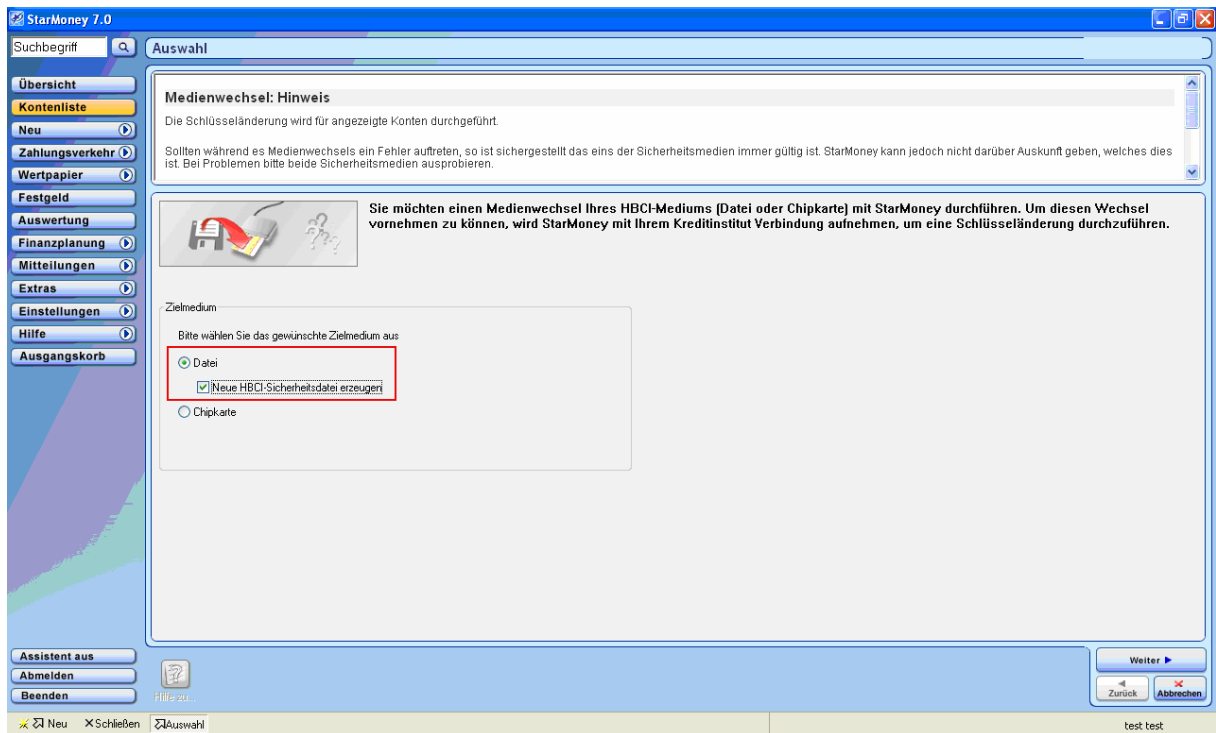 StarMoney 7.0
Suchbegriff
Auswahl
Übersicht
Kontenliste
Neu
Zahlungsverkehr
Wertpapier
Festgeld
Auswertung
Finanzplanung
Mitteilungen
Extras
Einstellungen
Hilfe
Ausgangskorb
Medienwechsel: Hinweis
Die Schlüsseländerung wird für angezeigte Konten durchgeführt.
Sollten während es Medienwechsels ein Fehler auftreten, so ist sichergestellt das eins der Sicherheitsmedien immer gültig ist. StarMoney kann jedoch nicht darüber Auskunft geben, welches dies
ist. Bei Problemen bitte beide Sicherheitsmedien ausprobieren.
Sie möchten einen Medienwechsel Ihres HBCI-Mediums (Datei oder Chipkarte) mit StarMoney durchführen. Um diesen Wechsel
vornehmen zu können, wird StarMoney mit Ihrem Kreditinstitut Verbindung aufnehmen, um eine Schlüsseländerung durchzuführen.
Zielmedium
Bitte wählen Sie das gewünschte Zielmedium aus
Datei
Neue HBCI-Sicherheitsdatei erzeugen
Chipkarte
Assistent aus
Abmelden
Beenden
Hilfe zu...
Weiter
Zurück
Abbrechen
Neu
Schließen
Auswahl
test test